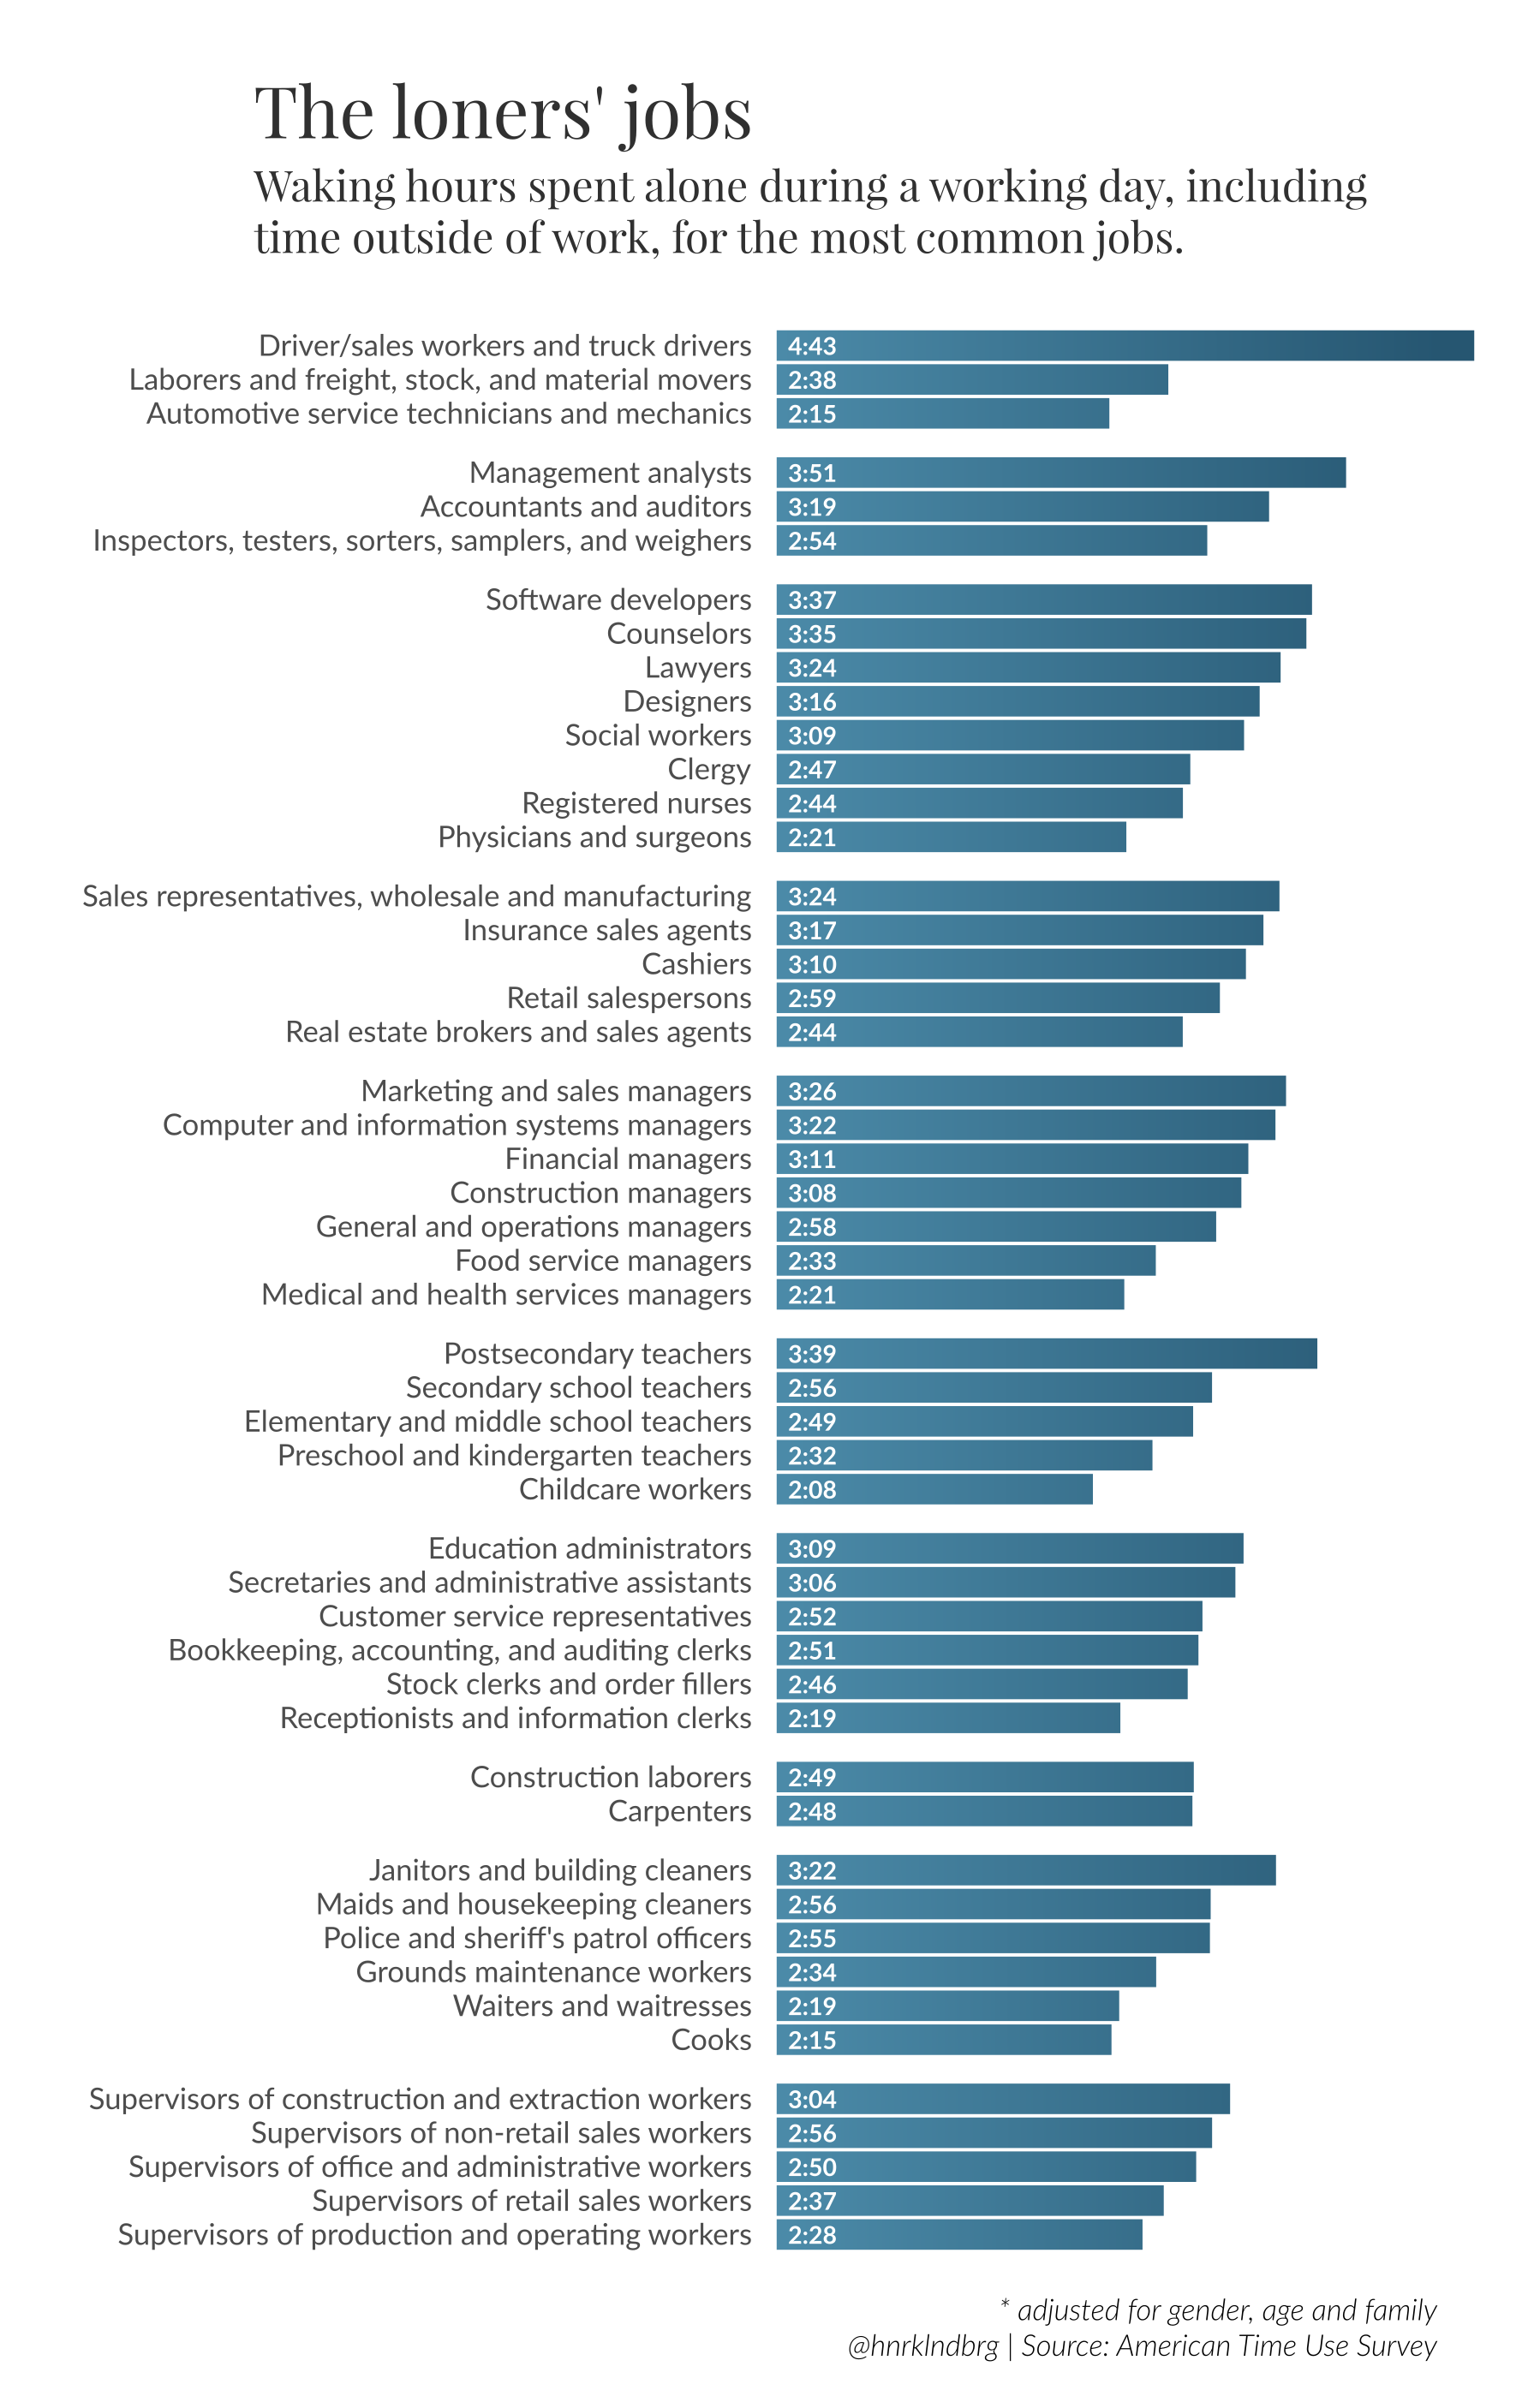 The loners' jobs
Waking hours spent alone during a working day, including
time outside of work, for the most common jobs.
Driver/sales workers and truck drivers 4:43
Laborers and freight, stock, and material movers 2:38
Automotive service technicians and mechanics 2:15
Management analysts 3:51
Accountants and auditors 3:19
Inspectors, testers, sorters, samplers, and weighers 2:54
Software developers 3:37
Counselors 3:35
Lawyers 3:24
Designers 3:16
Social workers 3:09
Clergy 2:47
Registered nurses 2:44
Physicians and surgeons 2:21
Sales representatives, wholesale and manufacturing 3:24
Insurance sales agents 3:17
Cashiers 3:10
Retail salespersons 2:59
Real estate brokers and sales agents 2:44
Marketing and sales managers 3:26
Computer and information systems managers 3:22
Financial managers 3:11
Construction managers 3:08
General and operations managers 2:58
Food service managers 2:33
Medical and health services managers 2:21
Postsecondary teachers 3:39
Secondary school teachers 2:56
Elementary and middle school teachers 2:49
Preschool and kindergarten teachers 2:32
Childcare workers 2:08
Education administrators 3:09
Secretaries and administrative assistants 3:06
Customer service representatives 2:52
Bookkeeping, accounting, and auditing clerks 2:51
Stock clerks and order fillers 2:46
Receptionists and information clerks 2:19
Construction laborers 2:49
Carpenters 2:48
Janitors and building cleaners 3:22
Maids and housekeeping cleaners 2:56
Police and sheriff's patrol officers 2:55
Grounds maintenance workers 2:34
Waiters and waitresses 2:19
Cooks 2:15
Supervisors of construction and extraction workers 3:04
Supervisors of non-retail sales workers 2:56
Supervisors of office and administrative workers 2:50
Supervisors of retail sales workers 2:37
Supervisors of production and operating workers 2:28
* adjusted for gender, age and family
@hnrklndbrg | Source: American Time Use Survey